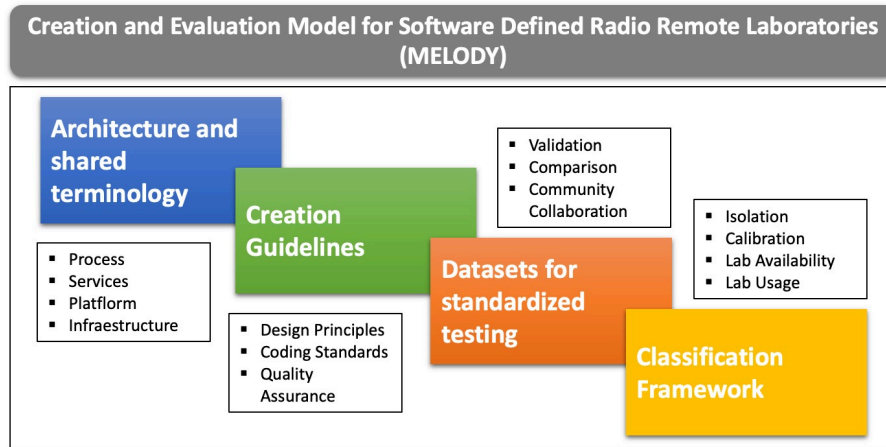 Creation and Evaluation Model for Software Defined Radio Remote Laboratories
(MELODY)
Architecture and
shared
terminology
▪ Process
▪ Services
▪ Platflorm
▪ Infraestructure
Creation
Guidelines
▪ Design Principles
▪ Coding Standards
▪ Quality
Assurance
▪ Validation
▪ Comparison
▪ Community
Collaboration
Datasets for
standardized
testing
▪ Isolation
▪ Calibration
▪ Lab Availability
▪ Lab Usage
Classification
Framework